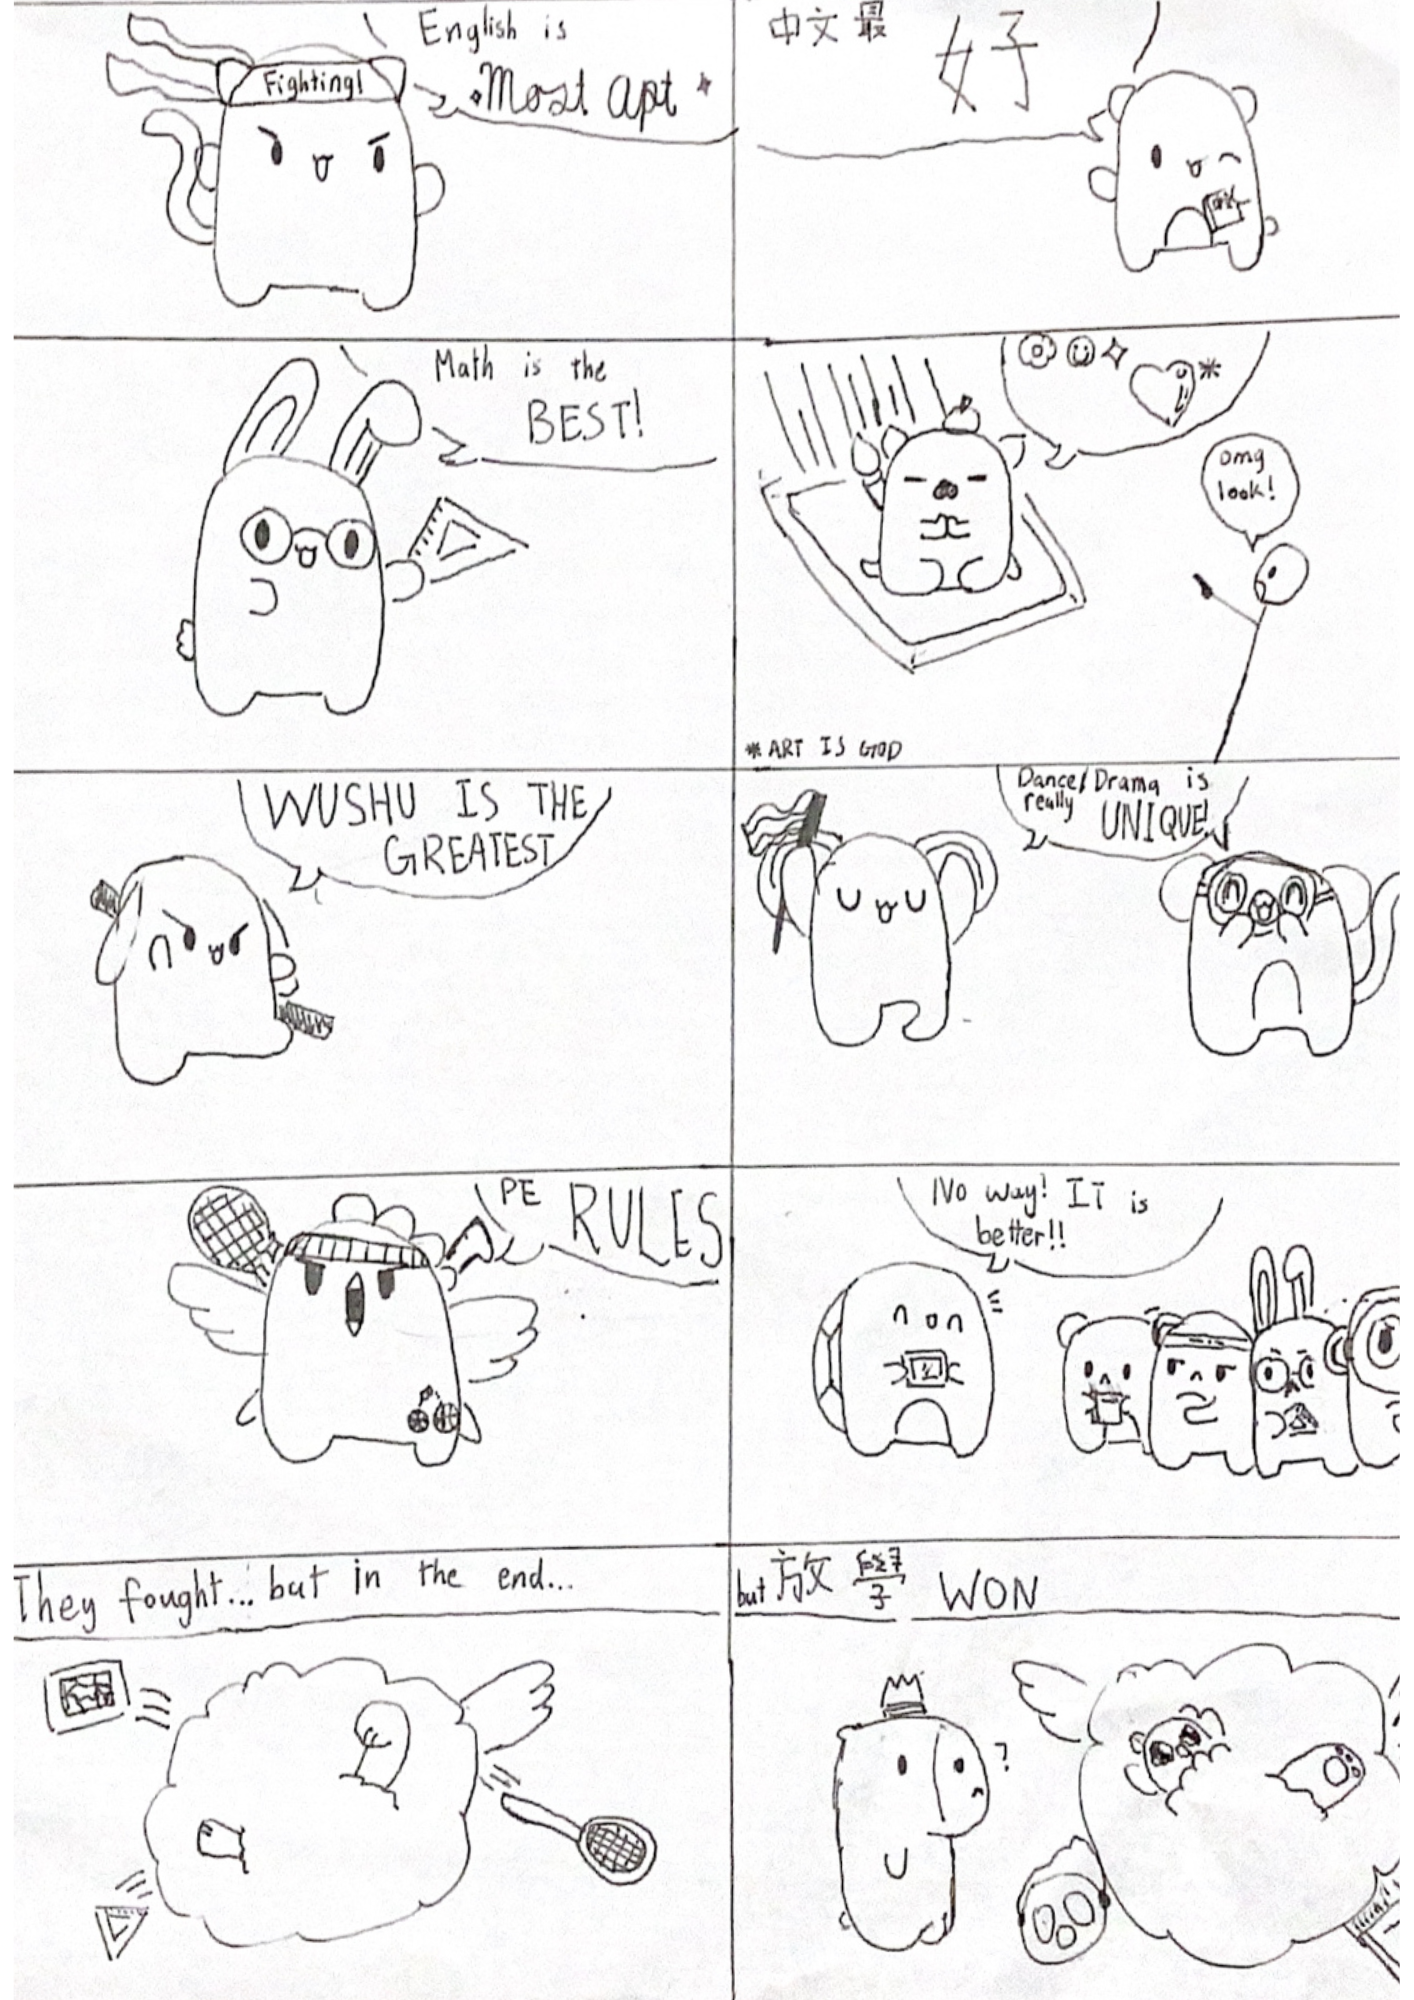 English is
Most apt
Fighting!
中文最
好
Math is the
BEST!
omg
look!
*ART IS GOD
WUSHU IS THE
GREATEST
Dance/Drama is
really UNIQUE!
PE RULES
No way! IT is
better!!
They fought... but in the end...
but 放學 WON
?